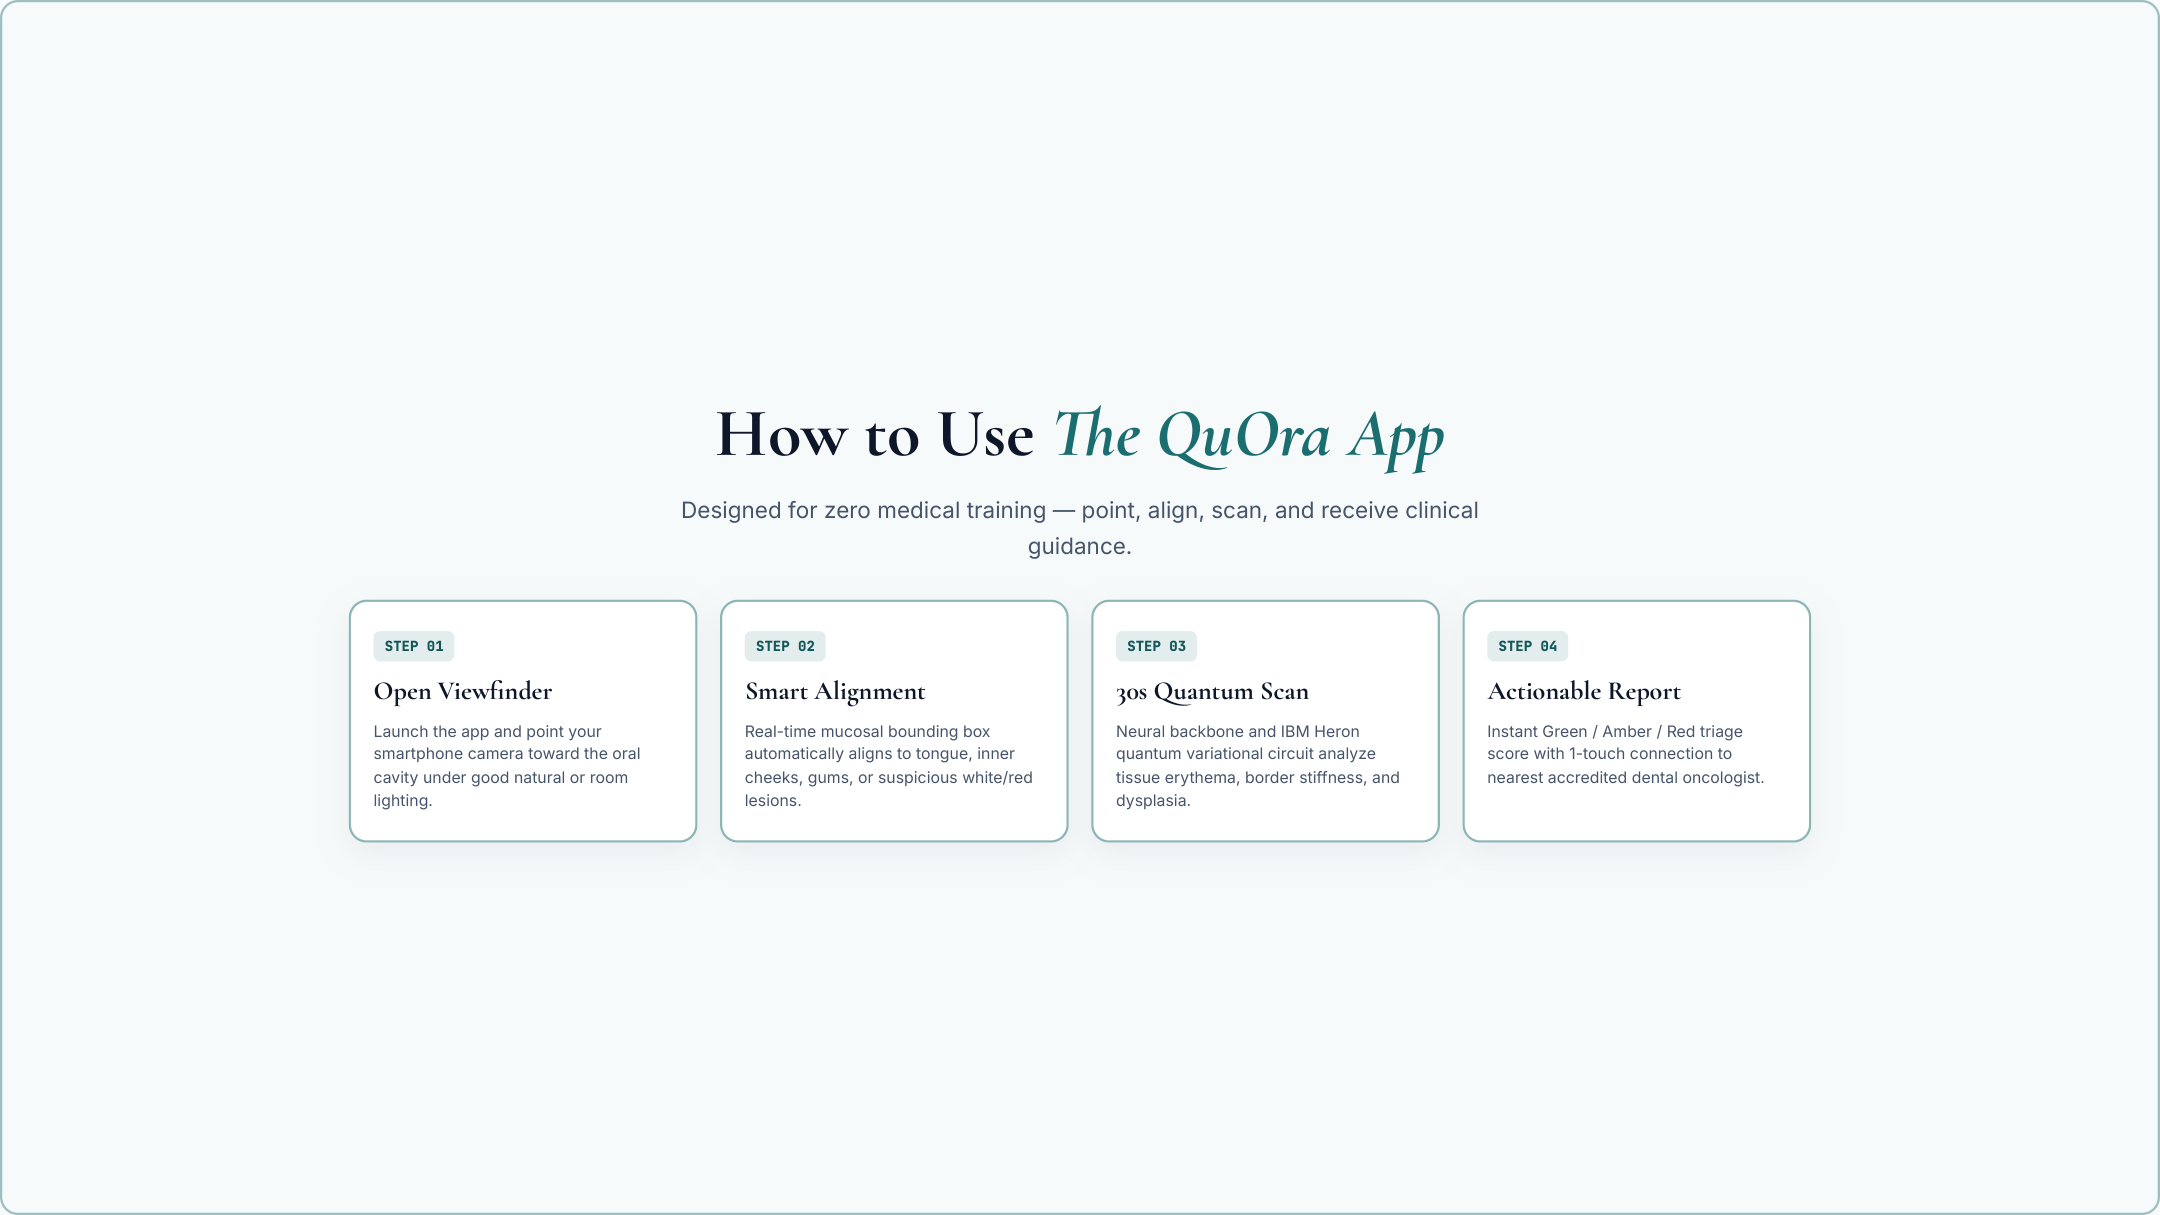 How to Use The QuOra App
Designed for zero medical training — point, align, scan, and receive clinical
guidance.
STEP 01
Open Viewfinder
Launch the app and point your
smartphone camera toward the oral
cavity under good natural or room
lighting.
STEP 02
Smart Alignment
Real-time mucosal bounding box
automatically aligns to tongue, inner
cheeks, gums, or suspicious white/red
lesions.
STEP 03
30s Quantum Scan
Neural backbone and IBM Heron
quantum variational circuit analyze
tissue erythema, border stiffness, and
dysplasia.
STEP 04
Actionable Report
Instant Green / Amber / Red triage
score with 1-touch connection to
nearest accredited dental oncologist.